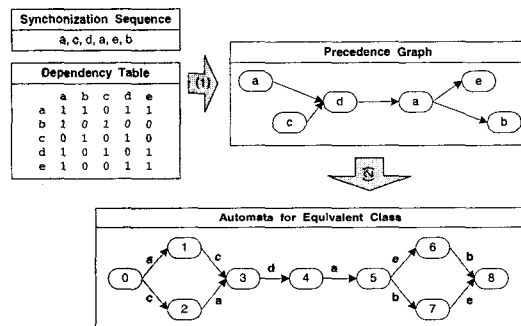 Synchonization Sequence
a, c, d, a, e, b
Dependency Table
a b c d e
a 1 1 0 1 1
b 1 0 1 0 0
c 0 1 0 1 0
d 1 0 1 0 1
e 1 0 0 1 1
(1)
Precedence Graph
a
e
d
a
c
b
(2)
Automata for Equivalent Class
0
1
2
3
4
5
6
7
8
a
c
c
a
d
a
e
b
b
e